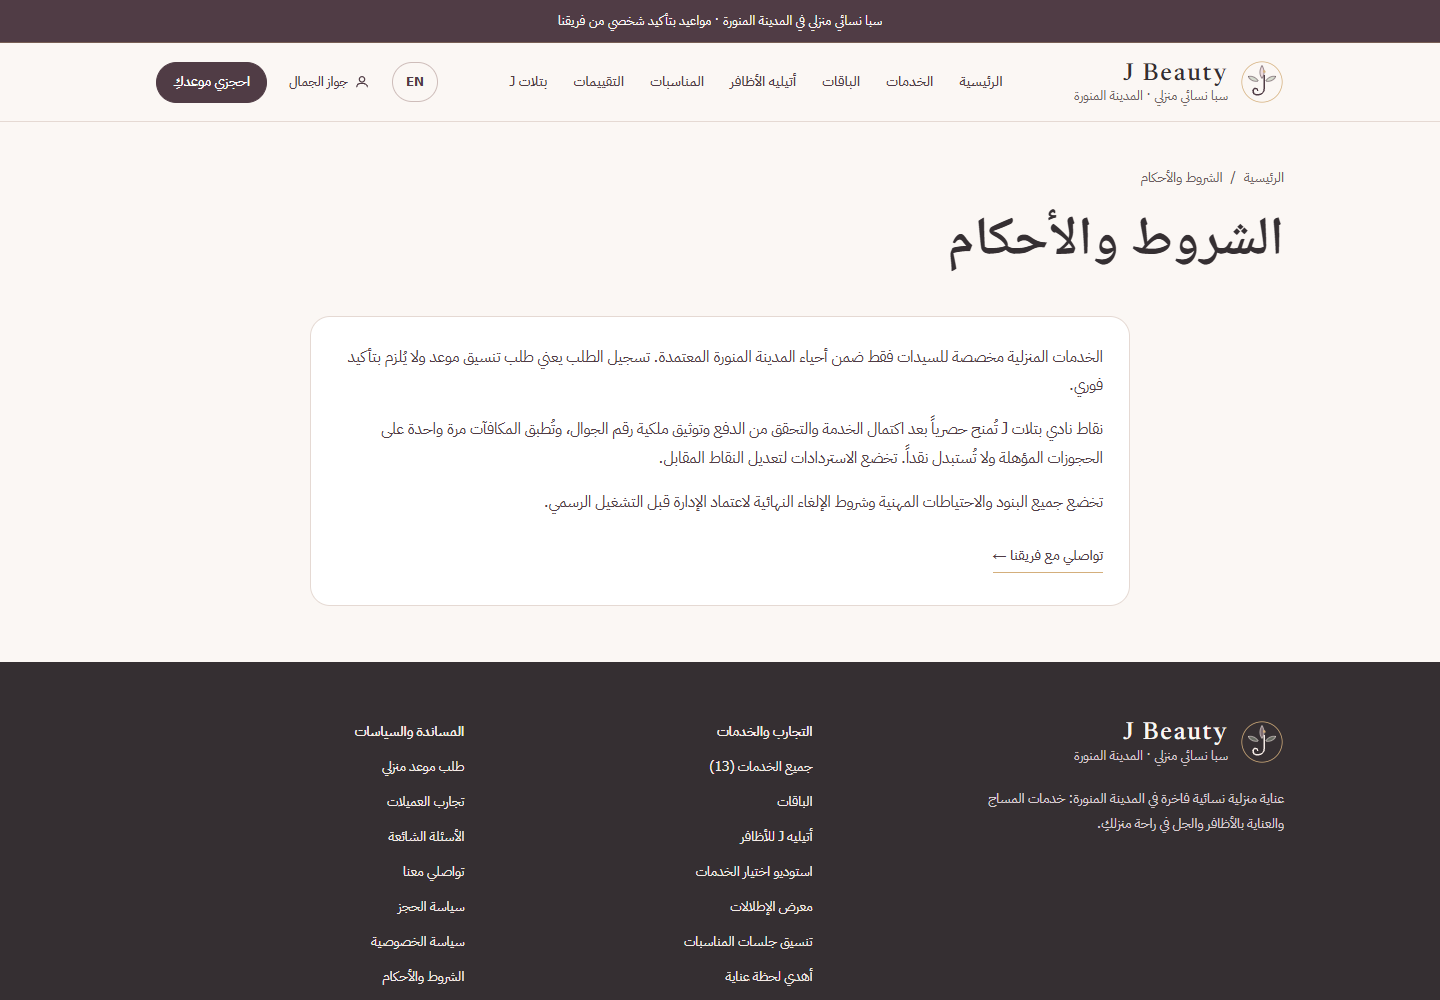 سبا نسائي منزلي في المدينة المنورة · مواعيد بتأكيد شخصي من فريقنا
J Beauty
سبا نسائي منزلي · المدينة المنورة
الرئيسية
الخدمات
الباقات
أتيليه الأظافر
المناسبات
التقييمات
بتلات J
EN
جواز الجمال
احجزي موعدكِ
الرئيسية / الشروط والأحكام
الشروط والأحكام
الخدمات المنزلية مخصصة للسيدات فقط ضمن أحياء المدينة المنورة المعتمدة. تسجيل الطلب يعني طلب تنسيق موعد ولا يُلزم بتأكيد
فوري.
نقاط نادي بتلات J تُمنح حصرياً بعد اكتمال الخدمة والتحقق من الدفع وتوثيق ملكية رقم الجوال، وتُطبق المكافآت مرة واحدة على
الحجوزات المؤهلة ولا تُستبدل نقداً. تخضع الاستردادات لتعديل النقاط المقابل.
تخضع جميع البنود والاحتياطات المهنية وشروط الإلغاء النهائية لاعتماد الإدارة قبل التشغيل الرسمي.
تواصلي مع فريقنا ←
J Beauty
سبا نسائي منزلي · المدينة المنورة
عناية منزلية نسائية فاخرة في المدينة المنورة: خدمات المساج
والعناية بالأظافر والجل في راحة منزلكِ.
التجارب والخدمات
جميع الخدمات (13)
الباقات
أتيليه J للأظافر
استوديو اختيار الخدمات
معرض الإطلالات
تنسيق جلسات المناسبات
أهدي لحظة عناية
المساندة والسياسات
طلب موعد منزلي
تجارب العميلات
الأسئلة الشائعة
تواصلي معنا
سياسة الحجز
سياسة الخصوصية
الشروط والأحكام